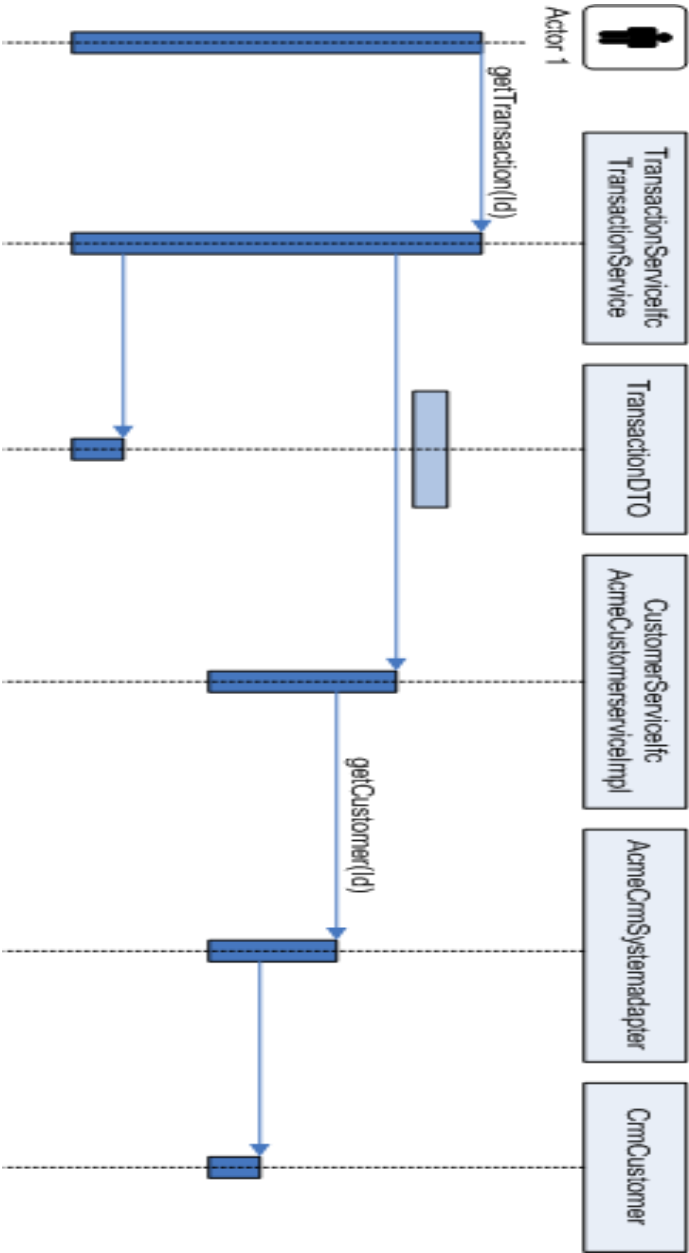 Actor 1
TransactionServiceIfc
TransactionService
TransactionDTO
CustomerServiceIfc
AcmeCustomerserviceImpl
AcmeCrmSystemadapter
CrmCustomer
getTransaction(Id)
getCustomer(Id)